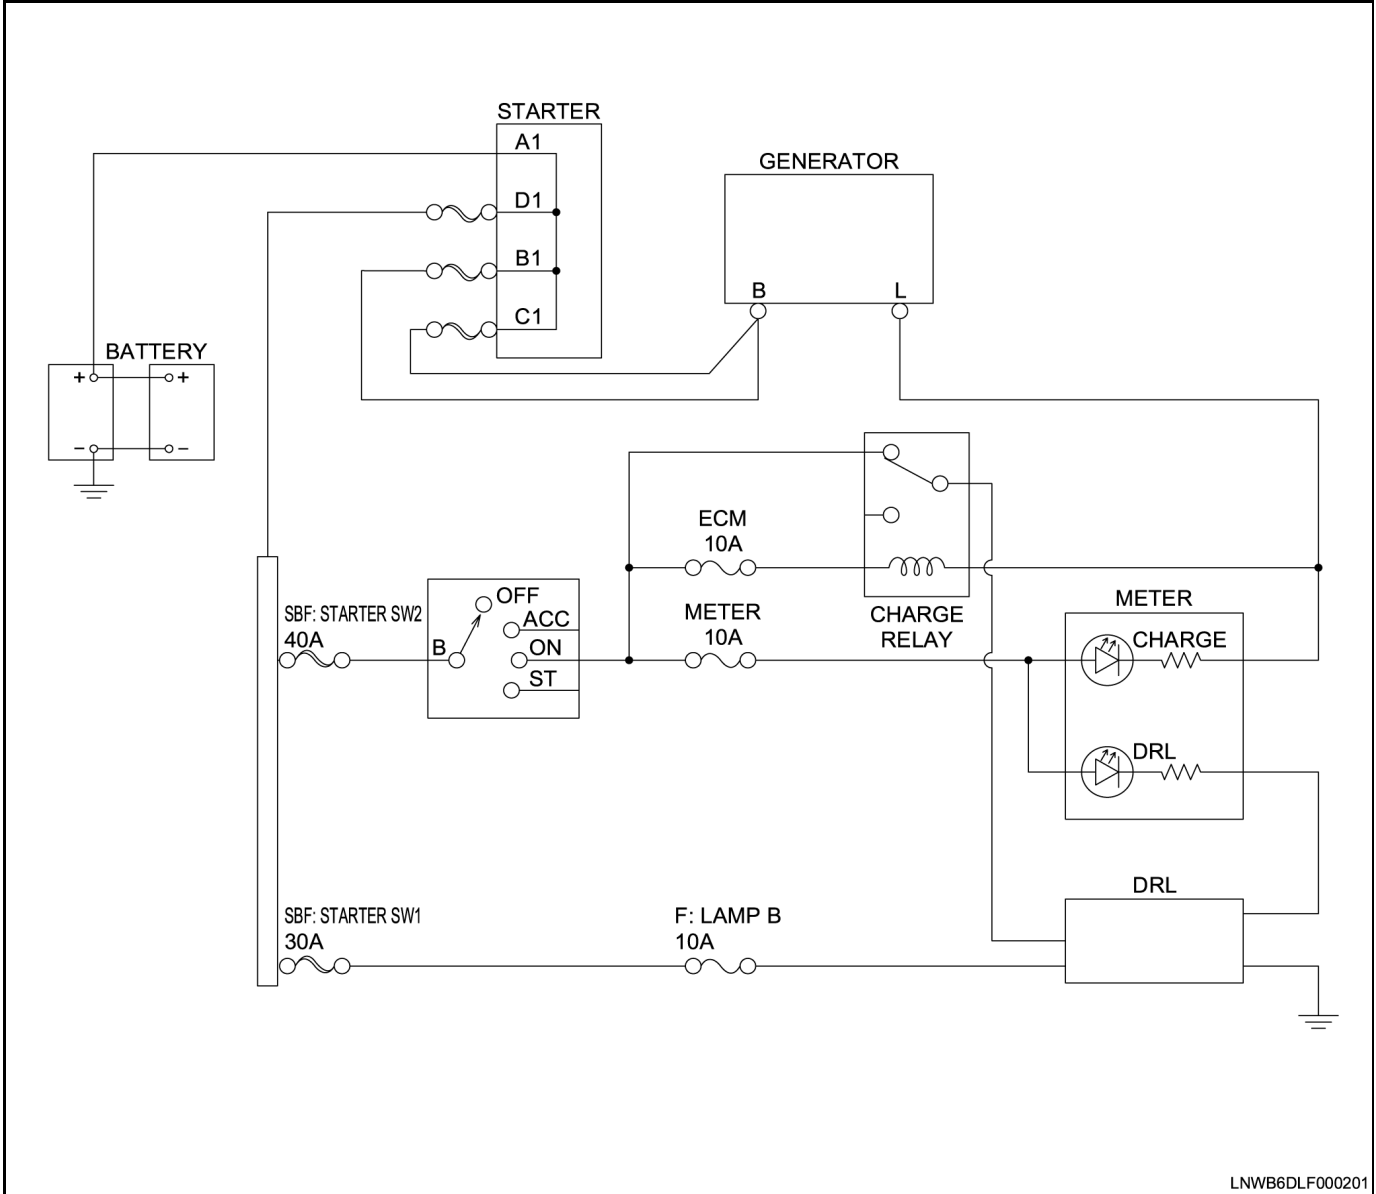 STARTER
A1
GENERATOR
D1
B1
B L
C1
BATTERY
+ +
– –
ECM
10A
CHARGE
RELAY
SBF: STARTER SW2
40A
OFF
ACC
B
ON
ST
METER
10A
METER
CHARGE
DRL
DRL
SBF: STARTER SW1
30A
F: LAMP B
10A
LNWB6DLF000201